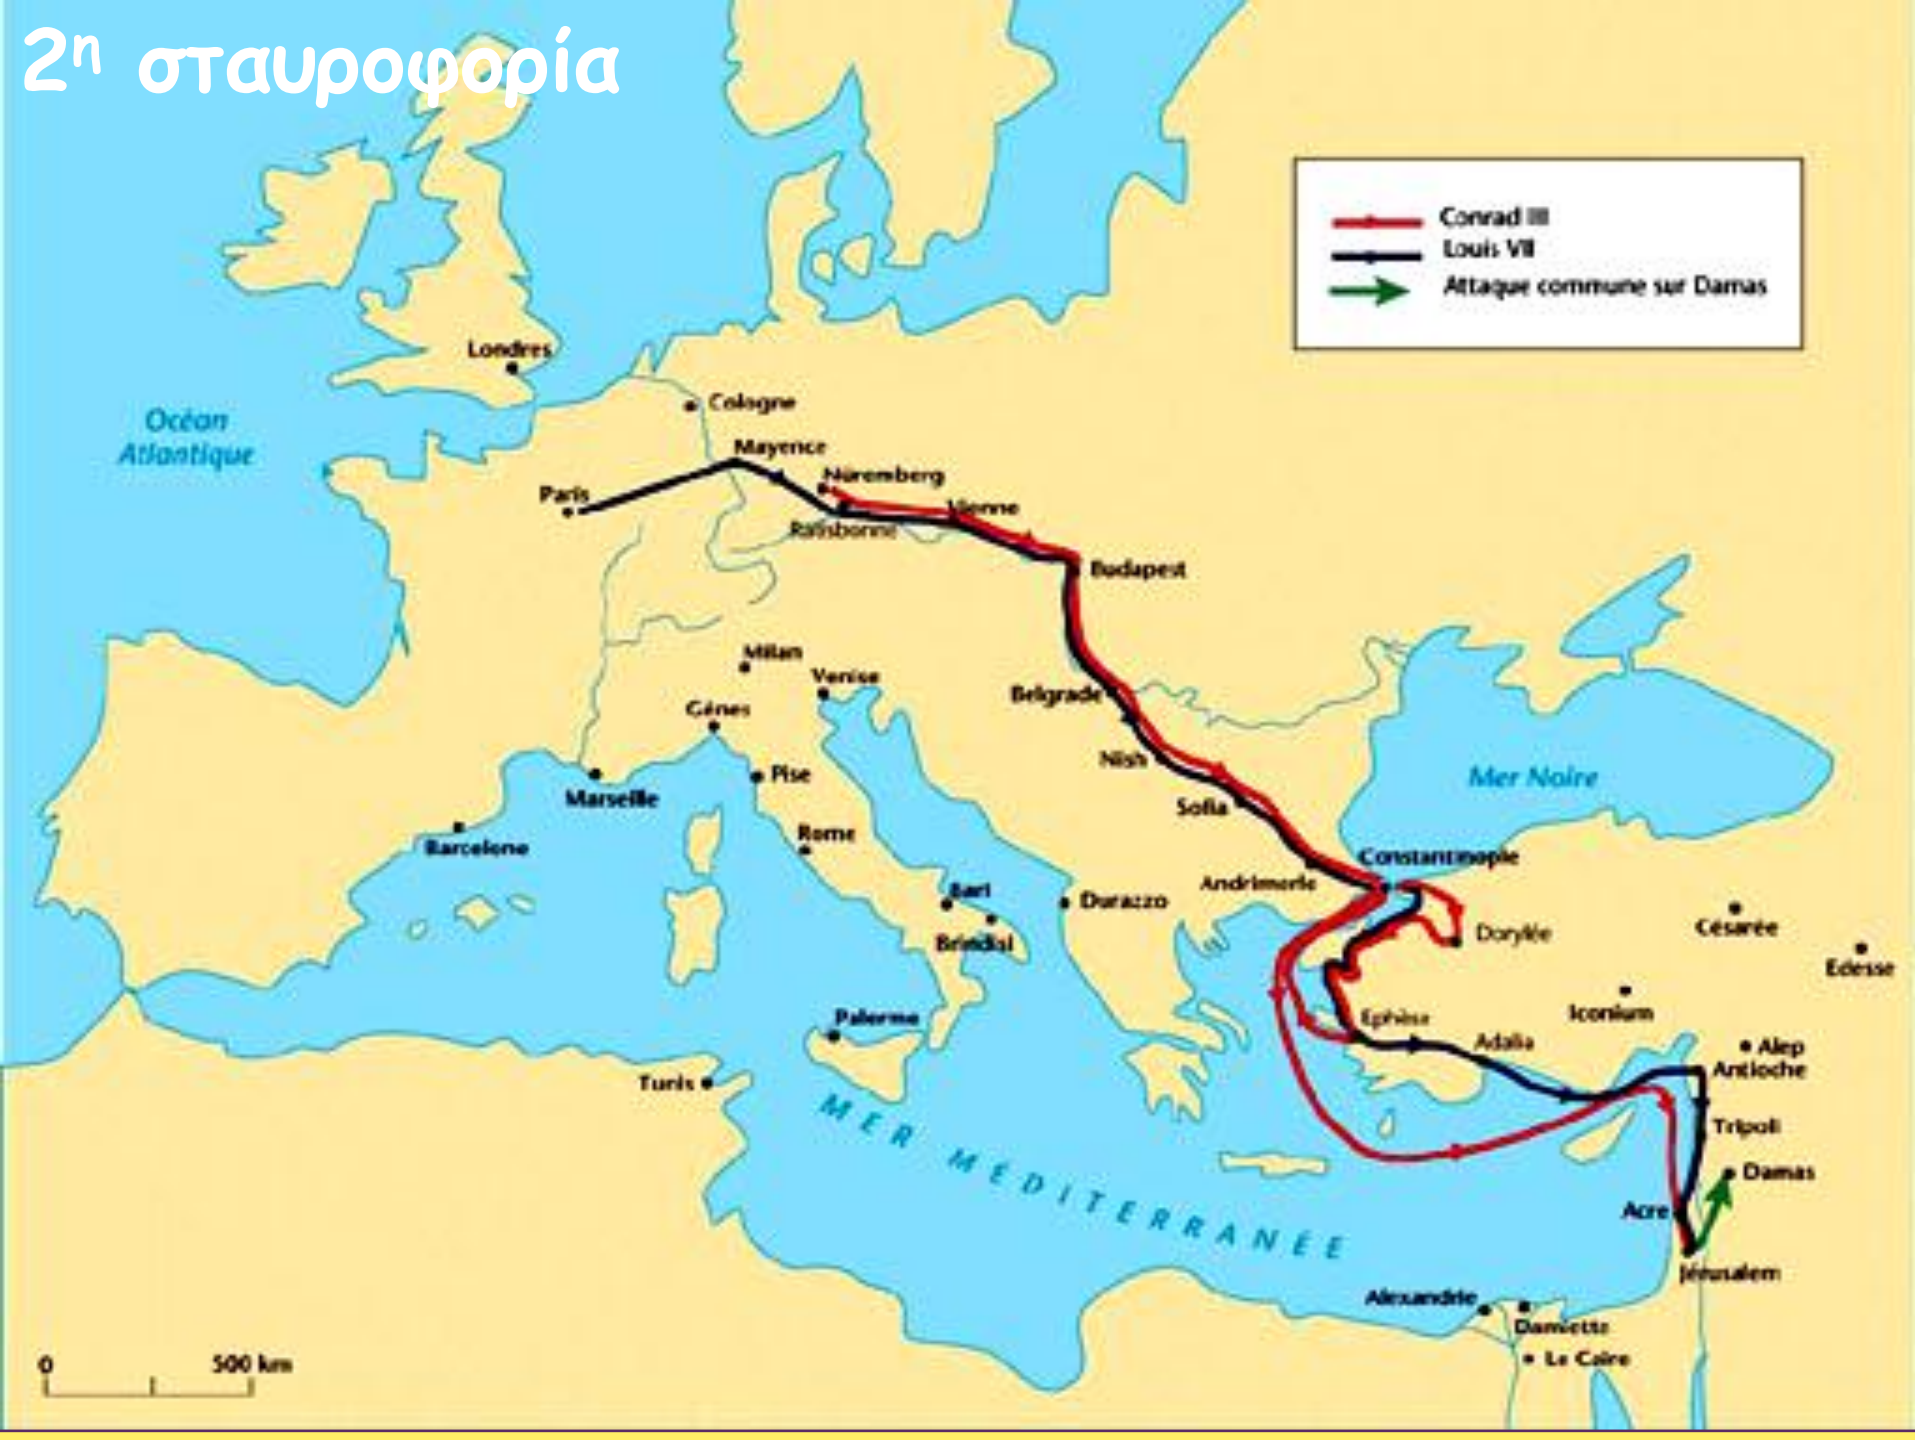 2η σταυροφορία
Conrad III
Louis VII
Attaque commune sur Damas
Londres
Cologne
Océan
Atlantique
Mayence
Nüremberg
Paris
Vienne
Ratisbonne
Budapest
Milan
Venise
Belgrade
Gênes
Nish
Mer Noire
Pise
Marseille
Sofia
Rome
Barcelone
Constantinople
Andrinople
Bari
Durazzo
Césarée
Dorylée
Brindisi
Edesse
Iconium
Palerme
Ephèse
Adalia
Alep
Antioche
Tunis
MER MÉDITERRANÉE
Tripoli
Damas
Acre
Jérusalem
Alexandrie
Damiette
Le Caire
0 500 km